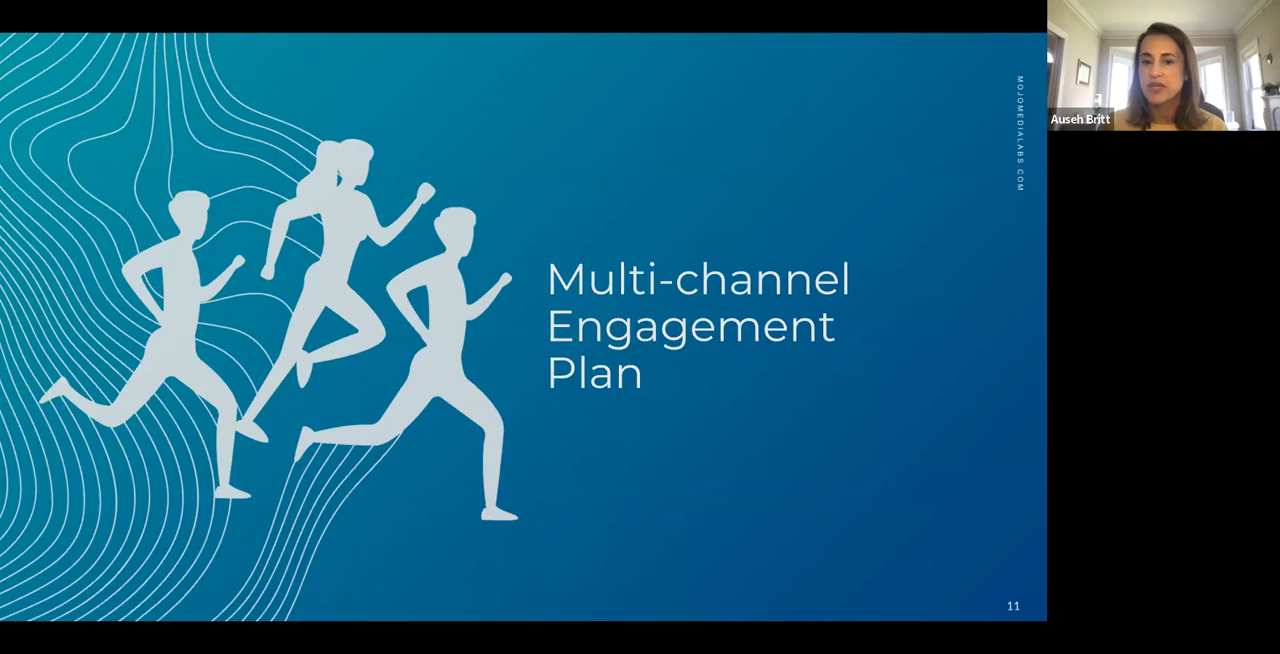 Multi-channel
Engagement
Plan
MOJOMEDIALABS.COM
11
Auseh Britt